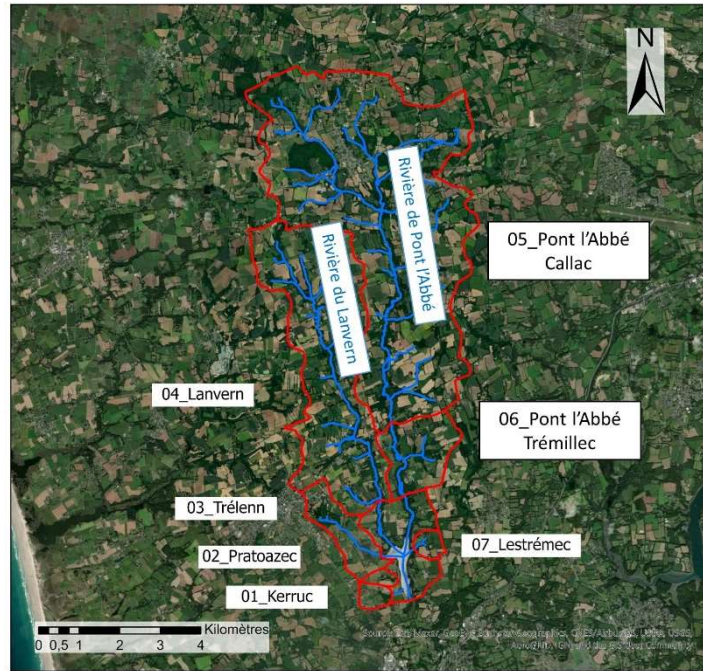 N
Rivière de Pont l'Abbé
Rivière du Lanvern
05_Pont l'Abbé
Callac
04_Lanvern
06_Pont l'Abbé
Trémillec
03_Trélenn
02_Pratoazec
07_Lestrémec
01_Kerruc
Kilomètres
0 0,5 1 2 3 4